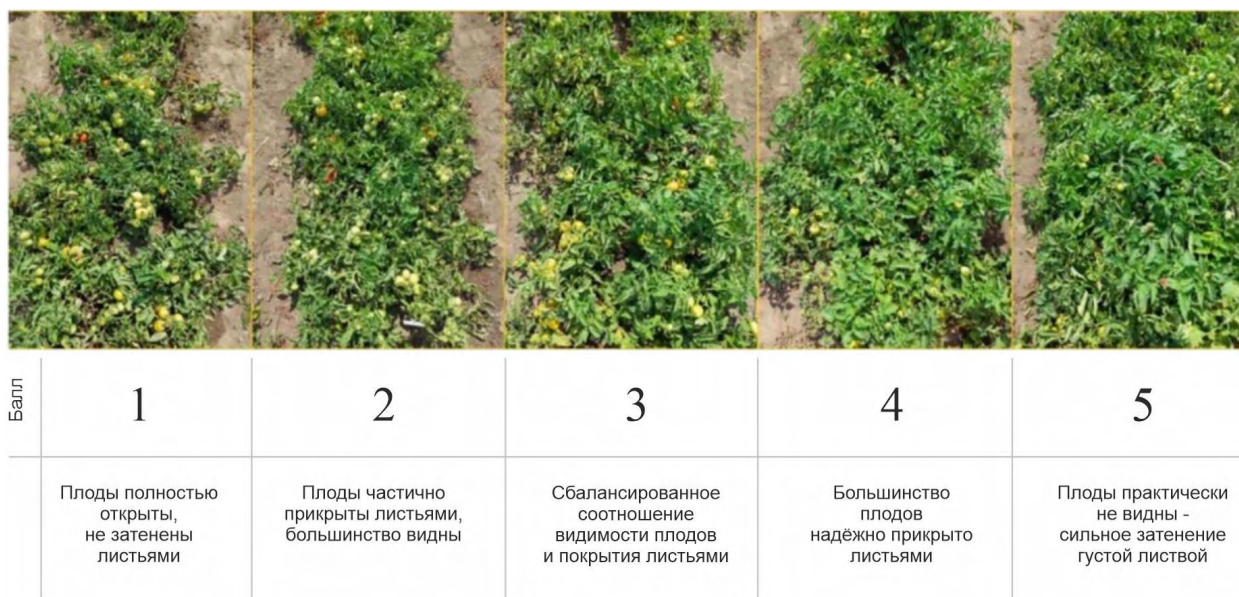 Балл
1
2
3
4
5
Плоды полностью
открыты,
не затенены
листьями
Плоды частично
прикрыты листьями,
большинство видны
Сбалансированное
соотношение
видимости плодов
и покрытия листьями
Большинство
плодов
надёжно прикрыто
листьями
Плоды практически
не видны -
сильное затенение
густой листвой